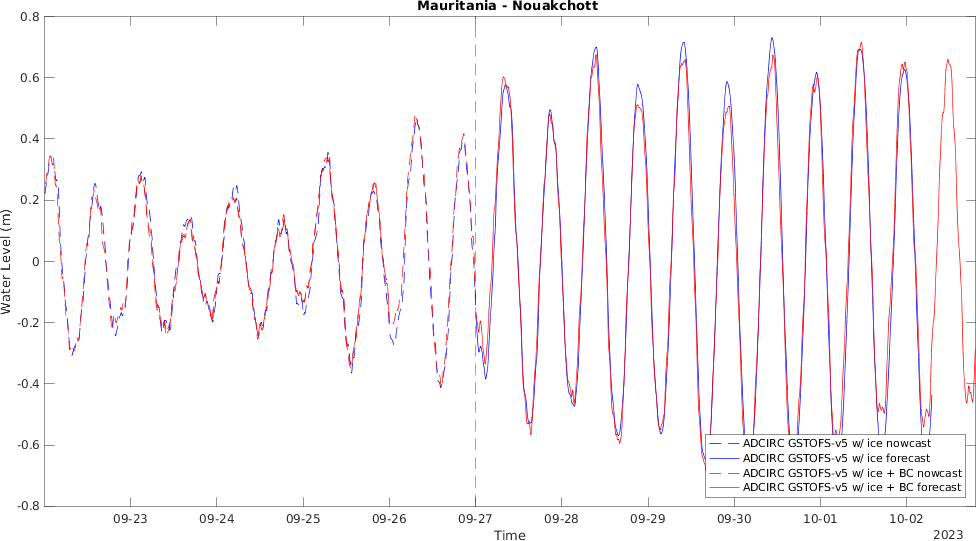 Mauritania - Nouakchott
0.8
0.6
0.4
0.2
0
-0.2
-0.4
-0.6
-0.8
Water Level (m)
ADCIRC GSTOFS-v5 w/ ice nowcast
ADCIRC GSTOFS-v5 w/ ice forecast
ADCIRC GSTOFS-v5 w/ ice + BC nowcast
ADCIRC GSTOFS-v5 w/ ice + BC forecast
09-23 09-24 09-25 09-26 09-27 09-28 09-29 09-30 10-01 10-02
Time
2023